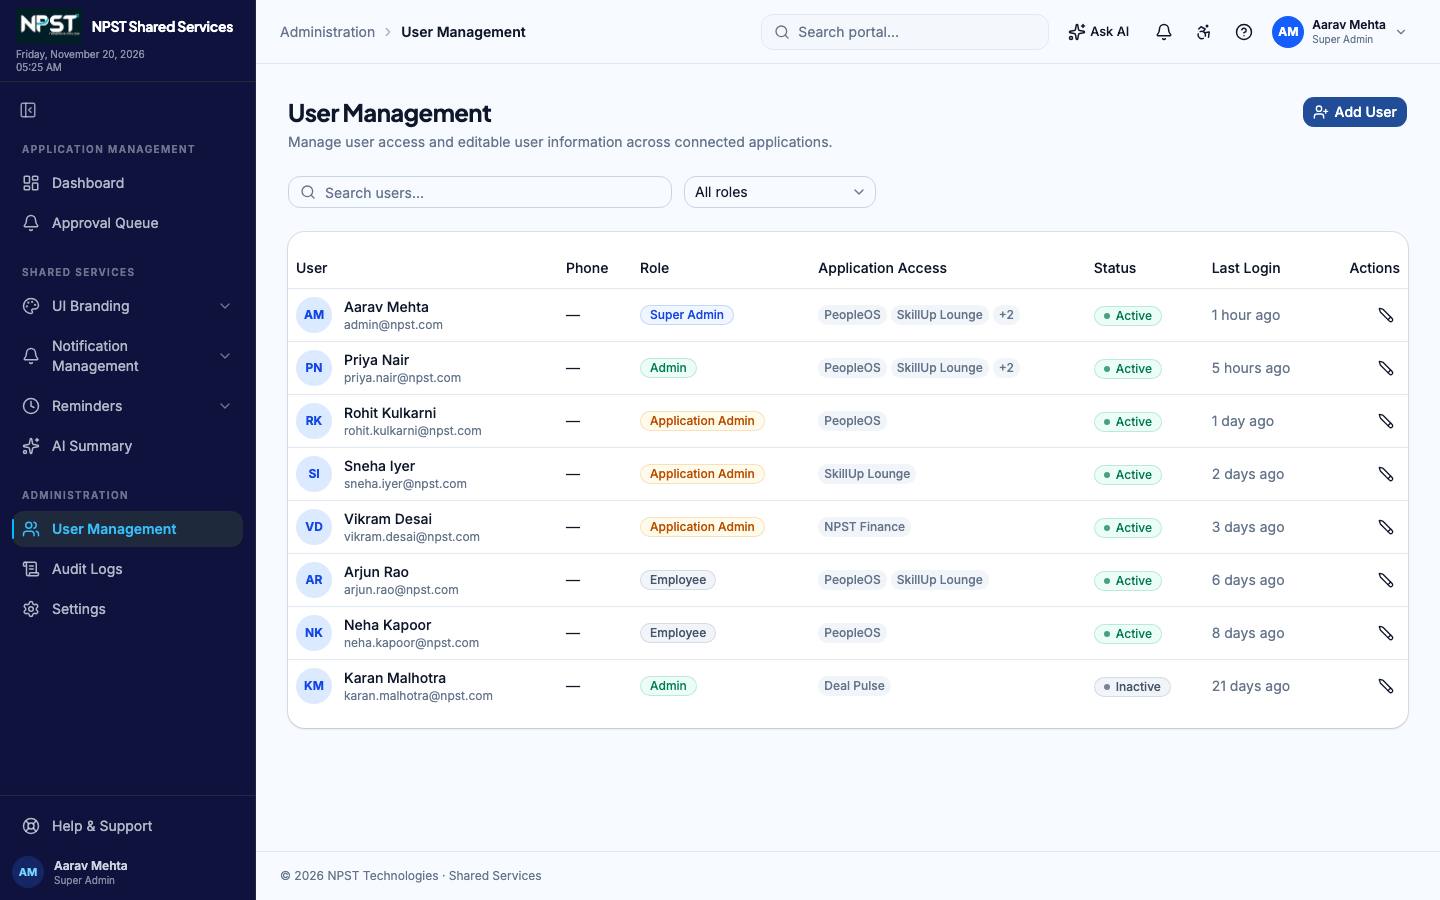 NPST NPST Shared Services
Friday, November 20, 2026
05:25 AM
APPLICATION MANAGEMENT
Dashboard
Approval Queue
SHARED SERVICES
UI Branding
Notification
Management
Reminders
AI Summary
ADMINISTRATION
User Management
Audit Logs
Settings
Help & Support
AM Aarav Mehta
Super Admin
Administration > User Management
Search portal...
Ask AI
AM Aarav Mehta
Super Admin
User Management
Manage user access and editable user information across connected applications.
Add User
Search users...
All roles
User Phone Role Application Access Status Last Login Actions
AM Aarav Mehta — Super Admin PeopleOS SkillUp Lounge +2 Active 1 hour ago
admin@npst.com
PN Priya Nair — Admin PeopleOS SkillUp Lounge +2 Active 5 hours ago
priya.nair@npst.com
RK Rohit Kulkarni — Application Admin PeopleOS Active 1 day ago
rohit.kulkarni@npst.com
SI Sneha Iyer — Application Admin SkillUp Lounge Active 2 days ago
sneha.iyer@npst.com
VD Vikram Desai — Application Admin NPST Finance Active 3 days ago
vikram.desai@npst.com
AR Arjun Rao — Employee PeopleOS SkillUp Lounge Active 6 days ago
arjun.rao@npst.com
NK Neha Kapoor — Employee PeopleOS Active 8 days ago
neha.kapoor@npst.com
KM Karan Malhotra — Admin Deal Pulse Inactive 21 days ago
karan.malhotra@npst.com
© 2026 NPST Technologies · Shared Services